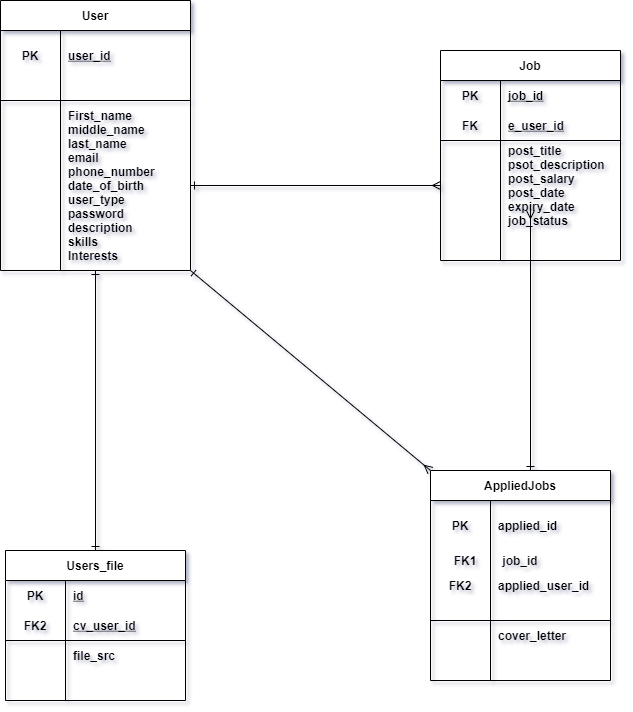 User
PK user_id
First_name
middle_name
last_name
email
phone_number
date_of_birth
user_type
password
description
skills
Interests
Job
PK job_id
FK e_user_id
post_title
psot_description
post_salary
post_date
expiry_date
job_status
Users_file
PK id
FK2 cv_user_id
file_src
AppliedJobs
PK applied_id
FK1 job_id
FK2 applied_user_id
cover_letter